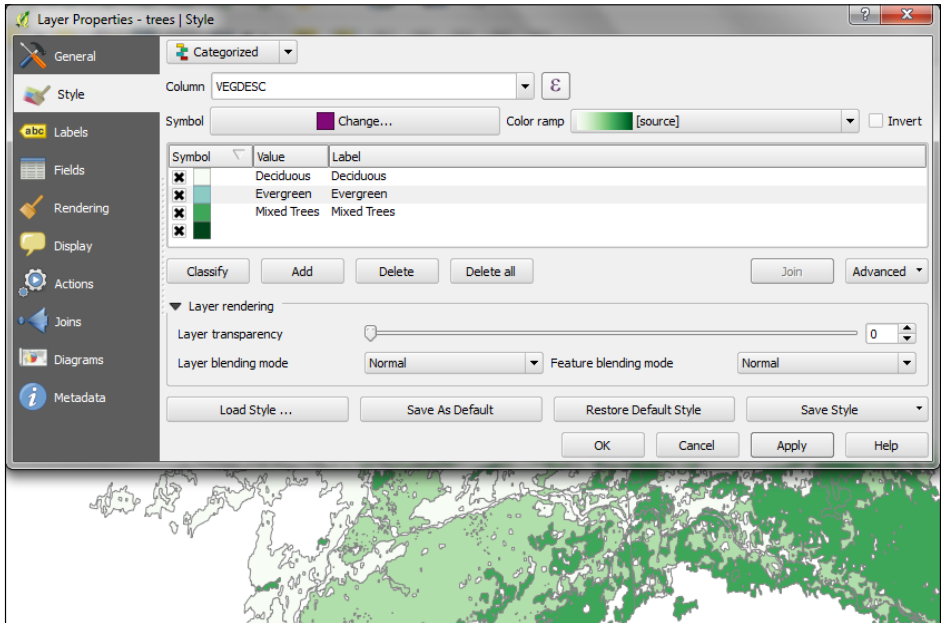 Layer Properties - trees | Style
General
Style
abc Labels
Fields
Rendering
Display
Actions
Joins
Diagrams
Metadata
Categorized
Column VEGDESC ε
Symbol Change... Color ramp [source] Invert
Symbol Value Label
Deciduous Deciduous
Evergreen Evergreen
Mixed Trees Mixed Trees
Classify Add Delete Delete all Join Advanced
Layer rendering
Layer transparency 0
Layer blending mode Normal Feature blending mode Normal
Load Style ... Save As Default Restore Default Style Save Style
OK Cancel Apply Help